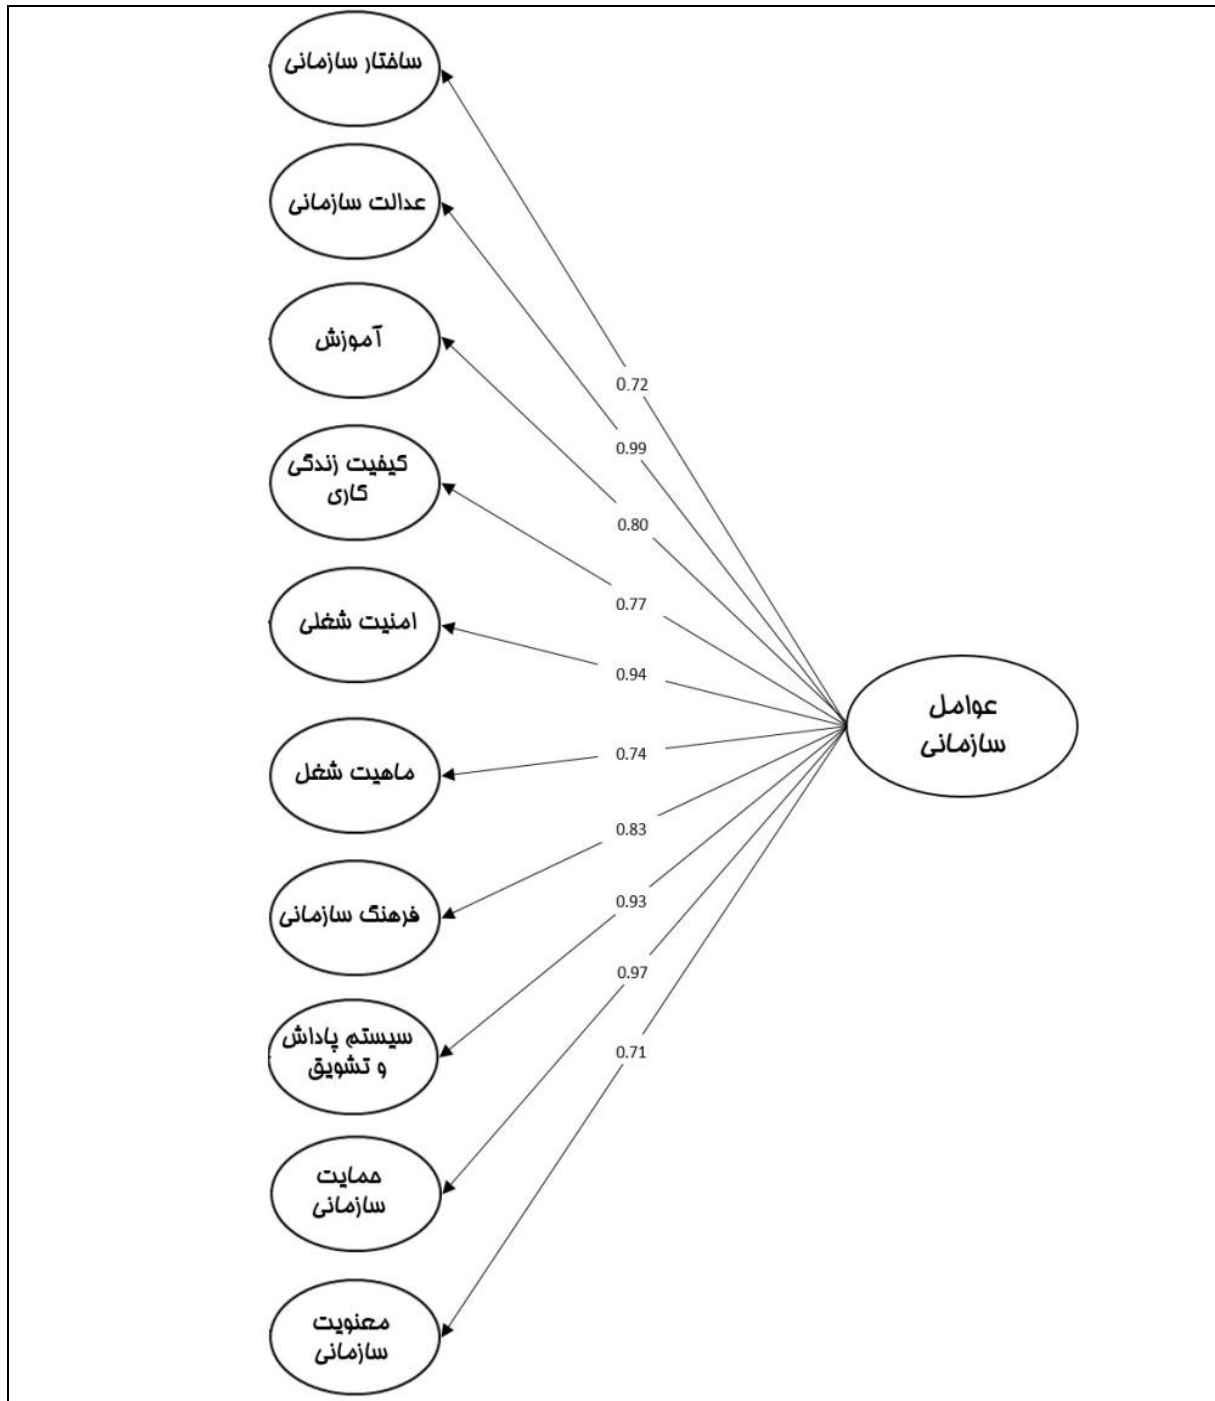 ساختار سازمانی
عدالت سازمانی
آموزش
کیفیت زندگی
کاری
امنیت شغلی
ماهیت شغل
فرهنگ سازمانی
سیستم پاداش
و تشویق
حمایت
سازمانی
معنویت
سازمانی
0.72
0.99
0.80
0.77
0.94
0.74
0.83
0.93
0.97
0.71
عوامل
سازمانی